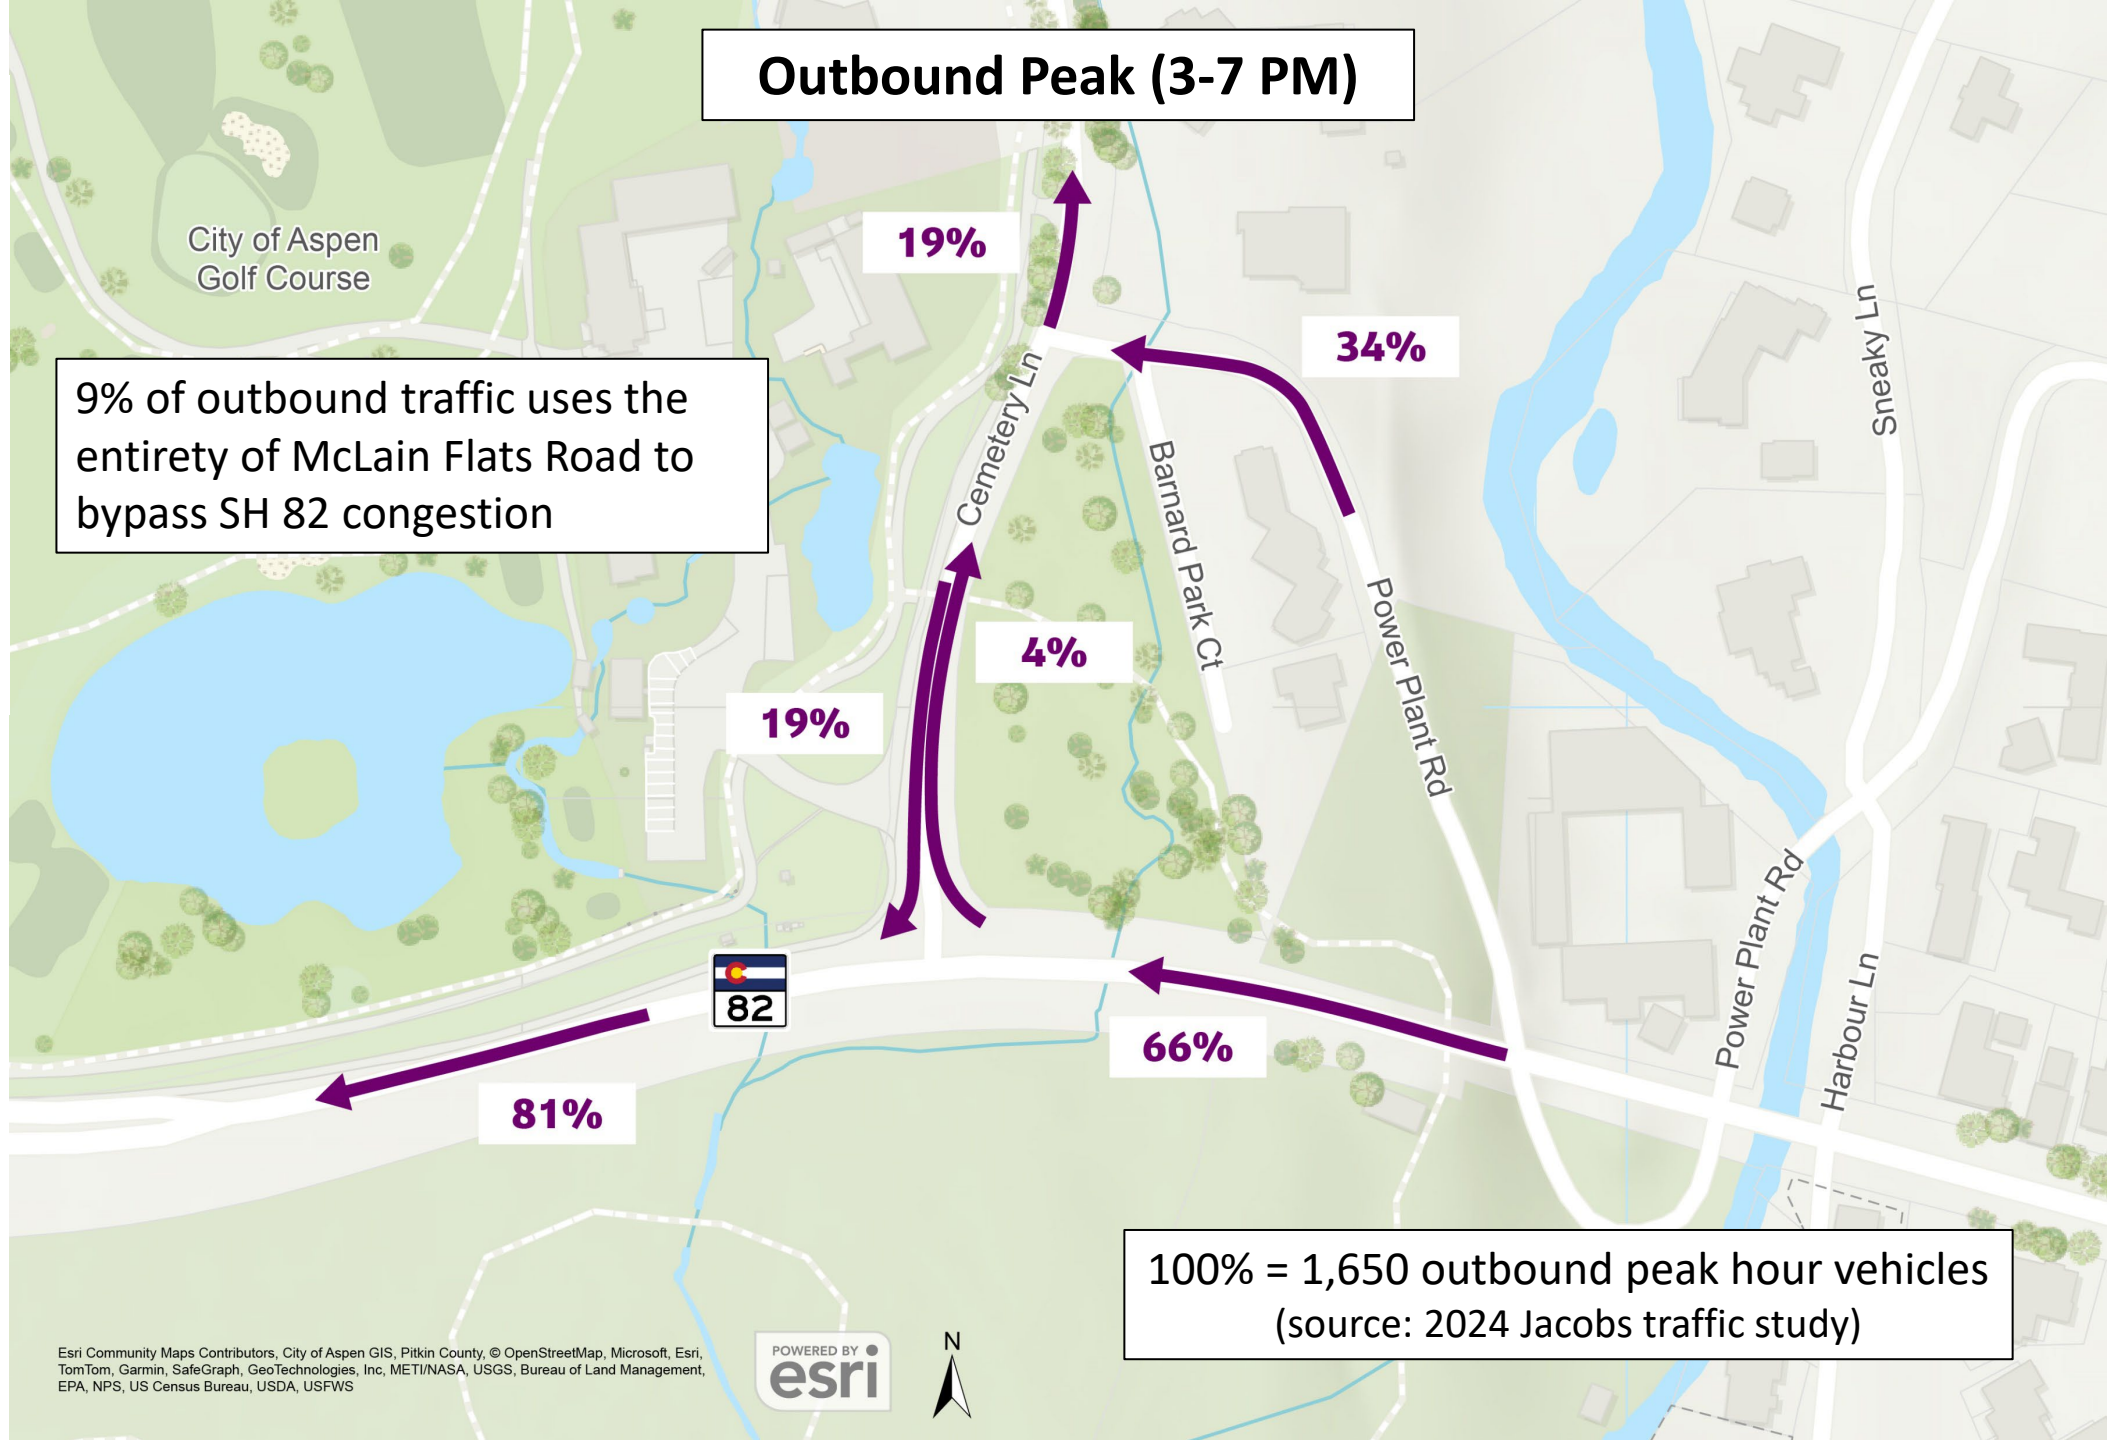 Outbound Peak (3-7 PM)
City of Aspen
Golf Course
19%
34%
Sneaky Ln
9% of outbound traffic uses the
entirety of McLain Flats Road to
bypass SH 82 congestion
Cemetery Ln
Barnard Park Ct
Power Plant Rd
4%
19%
Power Plant Rd
Harbour Ln
82
66%
81%
100% = 1,650 outbound peak hour vehicles
(source: 2024 Jacobs traffic study)
Esri Community Maps Contributors, City of Aspen GIS, Pitkin County, © OpenStreetMap, Microsoft, Esri,
TomTom, Garmin, SafeGraph, GeoTechnologies, Inc, METI/NASA, USGS, Bureau of Land Management,
EPA, NPS, US Census Bureau, USDA, USFWS
POWERED BY
esri
N